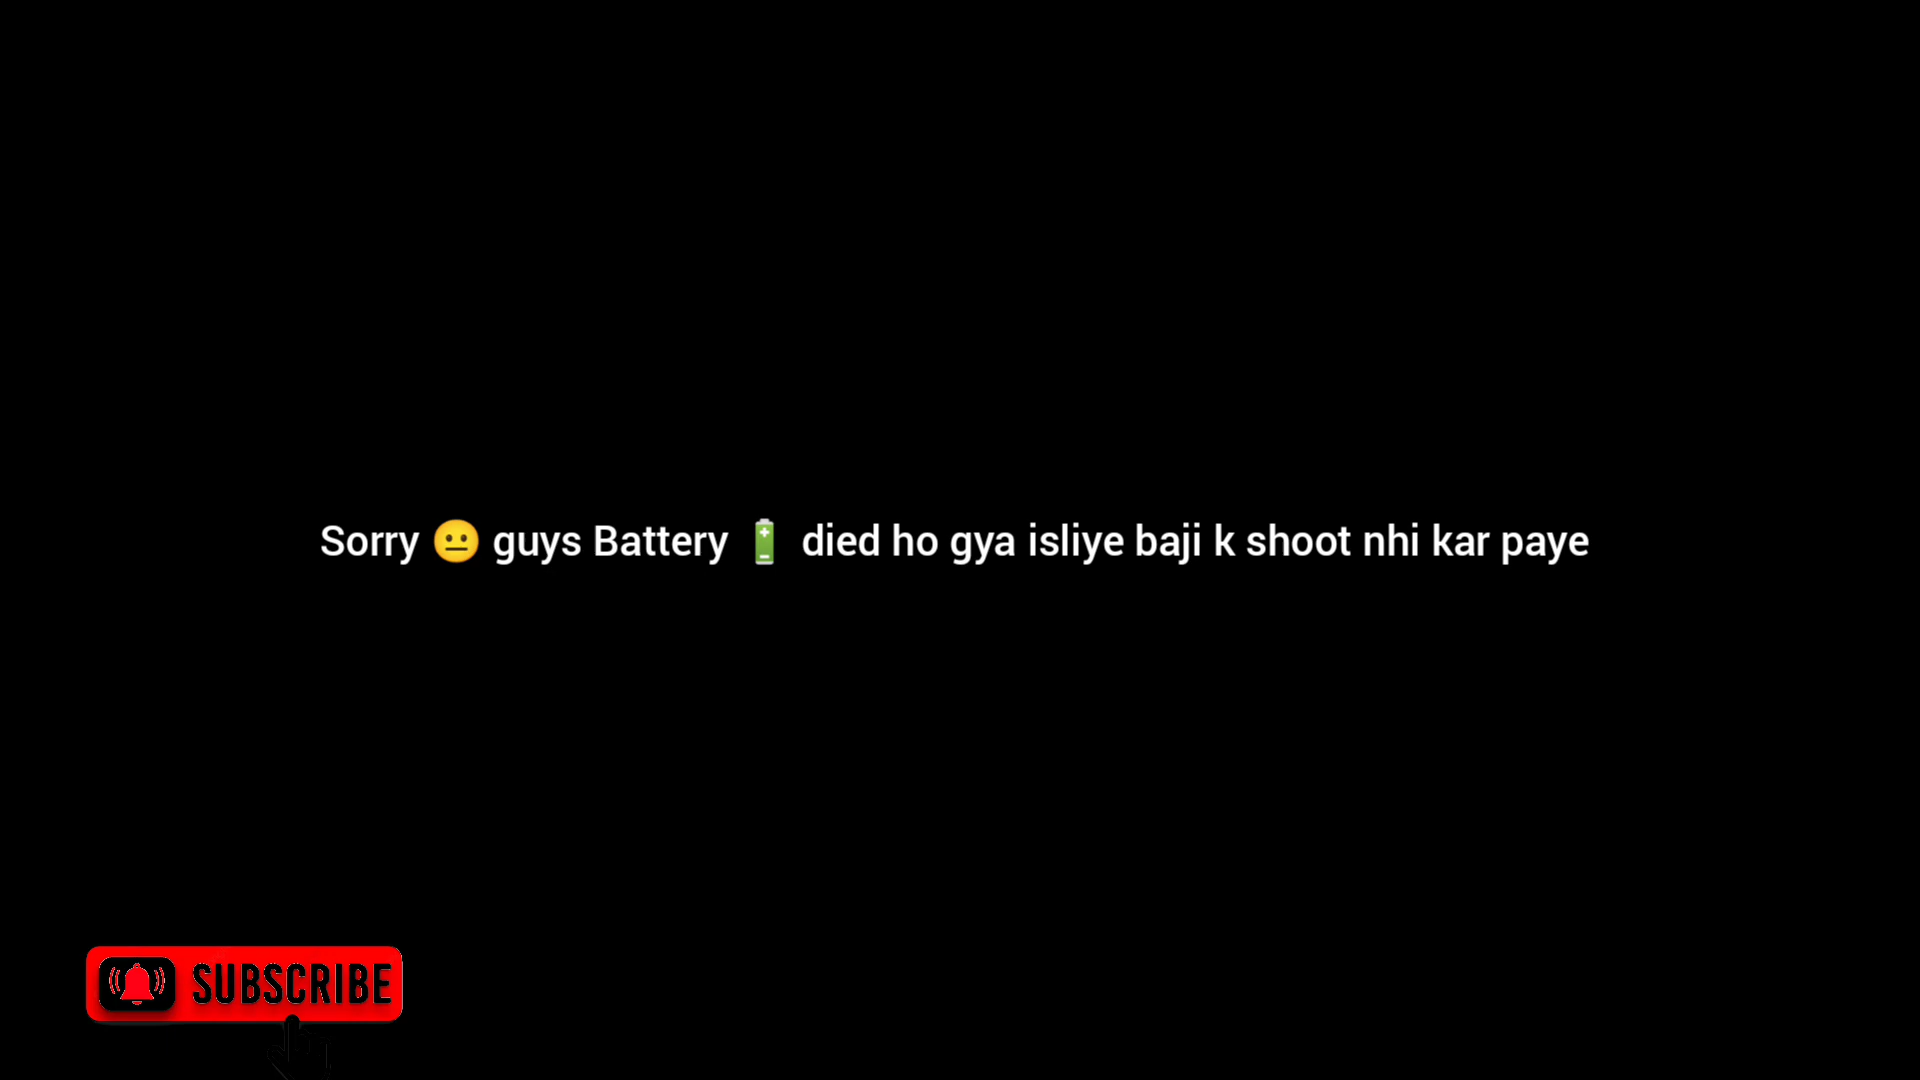 Sorry 😐 guys Battery 🔋 died ho gya isliye baji k shoot nhi kar paye
SUBSCRIBE